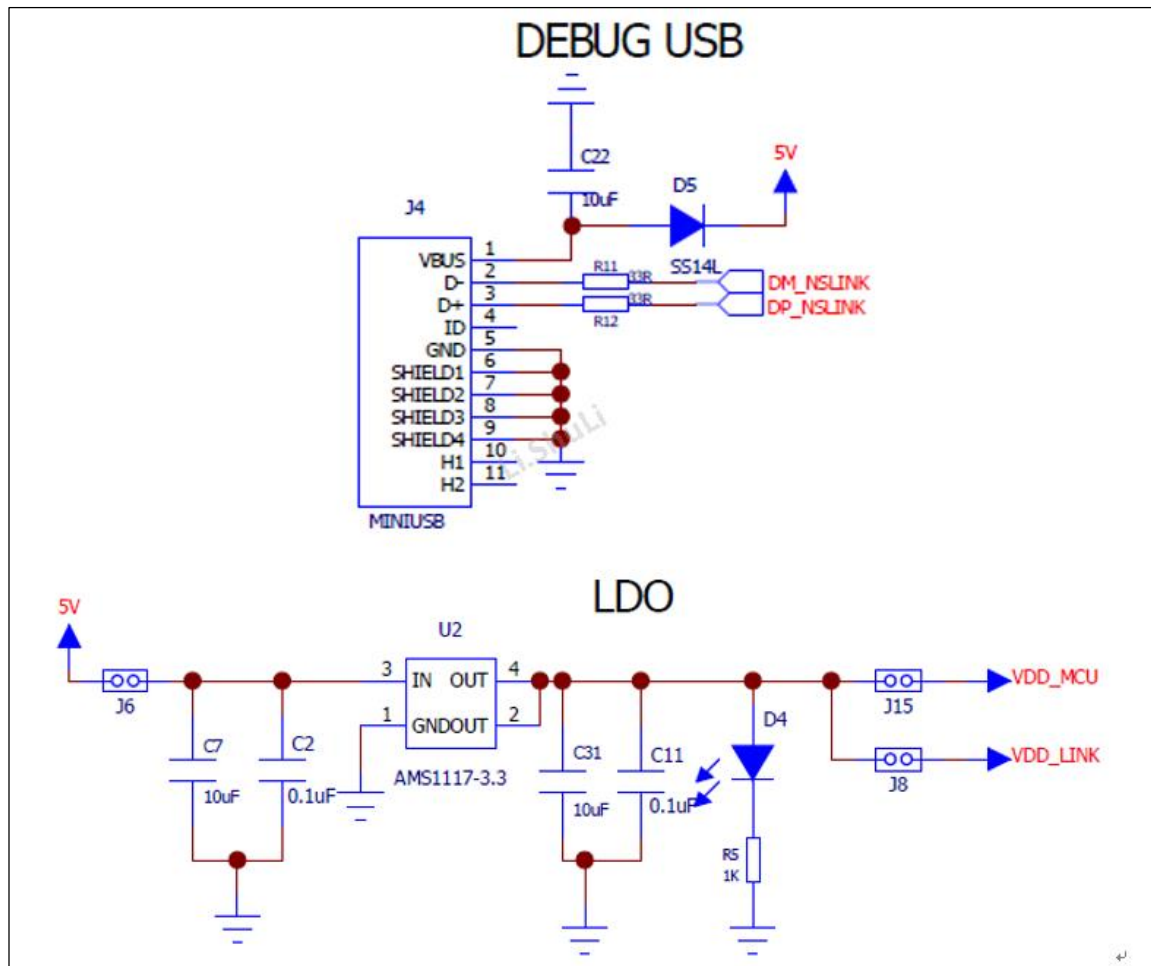 DEBUG USB
C22
10uF
D5
5V
SS14L
J4
VBUS 1
D- 2
D+ 3
ID 4
GND 5
SHIELD1 6
SHIELD2 7
SHIELD3 8
SHIELD4 9
H1 10
H2 11
MINIUSB
R11 33R
R12 33R
DM_NSLINK
DP_NSLINK
Li.ShuLi
LDO
5V
J6
C7
10uF
C2
0.1uF
U2
3 IN OUT 4
1 GNDOUT 2
AMS1117-3.3
C31
10uF
C11
0.1uF
D4
R5
1K
J15
VDD_MCU
J8
VDD_LINK